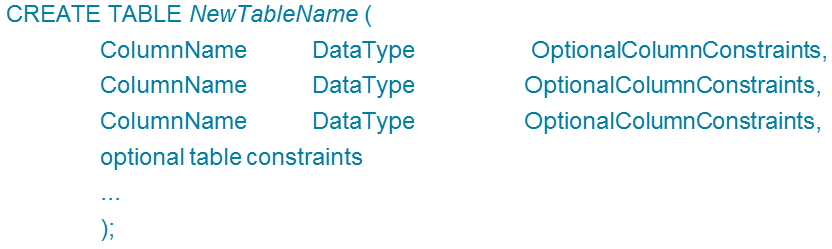 CREATE TABLE NewTableName (
ColumnName DataType OptionalColumnConstraints,
ColumnName DataType OptionalColumnConstraints,
ColumnName DataType OptionalColumnConstraints,
optional table constraints
...
);